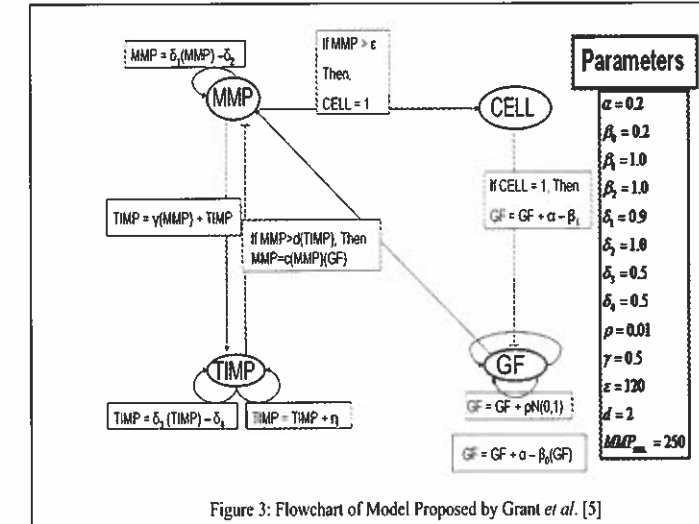 MMP = δ₁(MMP) – δ₂
MMP
If MMP > ε
Then,
CELL = 1
CELL
TIMP = γ(MMP) + TIMP
If MMP>d(TIMP), Then
MMP=c(MMP)(GF)
If CELL = 1, Then
GF = GF + α – β₁
TIMP
TIMP = δ₃ (TIMP) – δ₄
TIMP = TIMP + η
GF
GF = GF + ρN(0,1)
GF = GF + α – β₀(GF)
Parameters
α = 0.2
β₀ = 0.2
β₁ = 1.0
β₂ = 1.0
δ₁ = 0.9
δ₂ = 1.0
δ₃ = 0.5
δ₄ = 0.5
ρ = 0.01
γ = 0.5
ε = 120
d = 2
= 250
Figure 3: Flowchart of Model Proposed by Grant et al. [5]